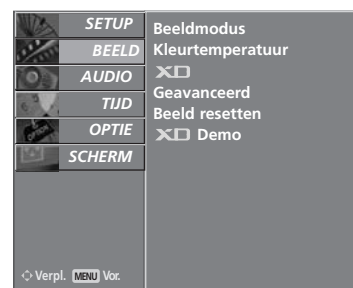 SETUP
BEELD
AUDIO
TIJD
OPTIE
SCHERM
Beeldmodus
Kleurtemperatuur
XD
Geavanceerd
Beeld resetten
XD Demo
Verpl. MENU Vor.